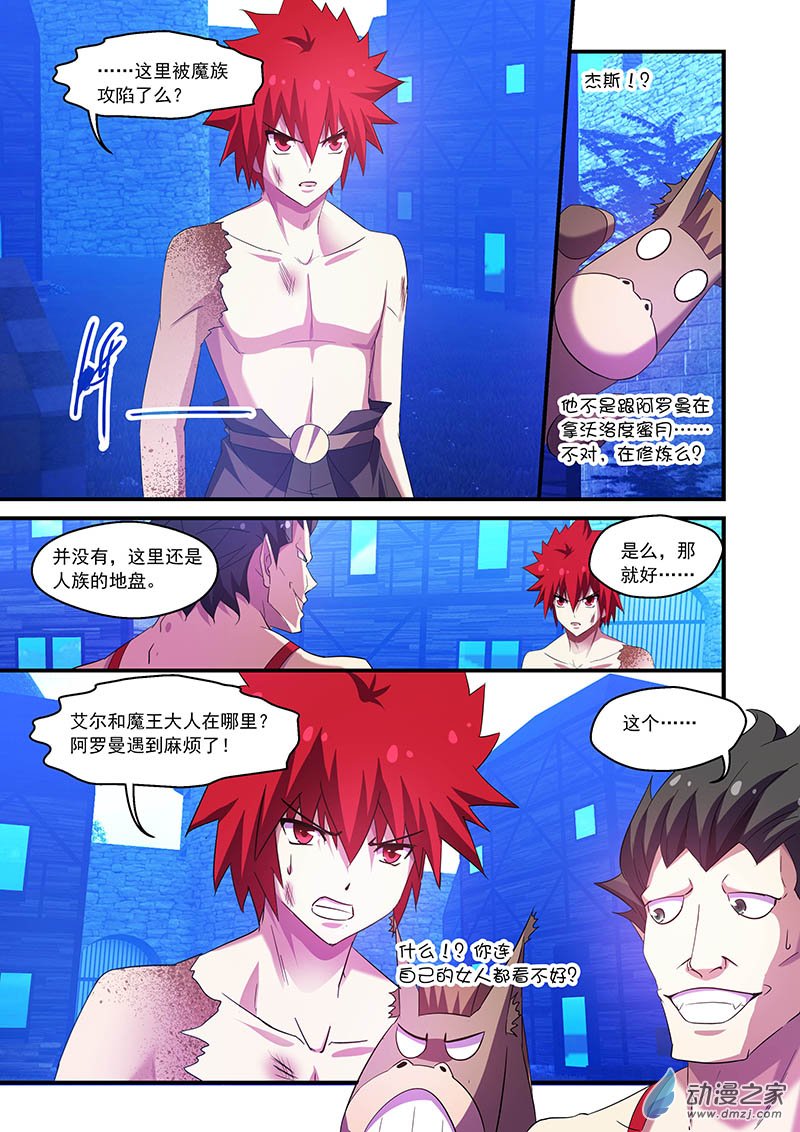 ……这里被魔族
攻陷了么？
杰斯！？
他不是跟阿罗曼在
拿沃洛度蜜月……
不对，在修炼么？
并没有，这里还是
人族的地盘。
是么，那
就好……
艾尔和魔王大人在哪里？
阿罗曼遇到麻烦了！
这个……
什么！？你连
自己的女人都看不好？
动漫之家
www.dmzj.com